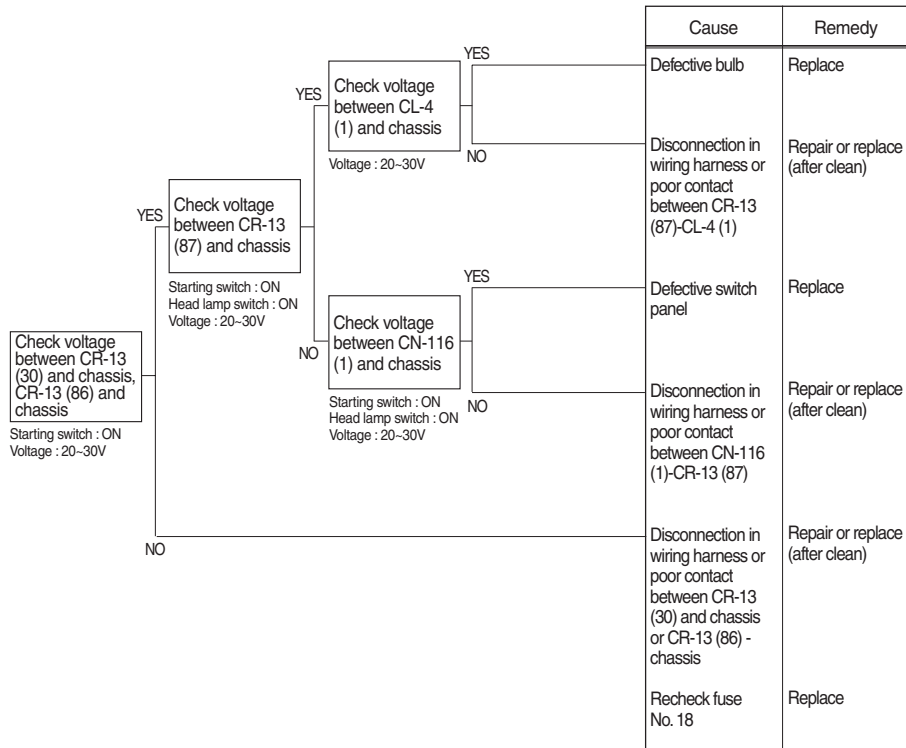 Cause
Remedy
YES
Defective bulb
Replace
YES
Check voltage
between CL-4
(1) and chassis
Voltage : 20~30V
NO
Disconnection in
wiring harness or
poor contact
between CR-13
(87)-CL-4 (1)
Repair or replace
(after clean)
YES
Check voltage
between CR-13
(87) and chassis
Starting switch : ON
Head lamp switch : ON
Voltage : 20~30V
YES
Defective switch
panel
Replace
NO
Check voltage
between CN-116
(1) and chassis
Starting switch : ON
Head lamp switch : ON
Voltage : 20~30V
NO
Disconnection in
wiring harness or
poor contact
between CN-116
(1)-CR-13 (87)
Repair or replace
(after clean)
Check voltage
between CR-13
(30) and chassis,
CR-13 (86) and
chassis
Starting switch : ON
Voltage : 20~30V
NO
Disconnection in
wiring harness or
poor contact
between CR-13
(30) and chassis
or CR-13 (86) -
chassis
Repair or replace
(after clean)
Recheck fuse
No. 18
Replace